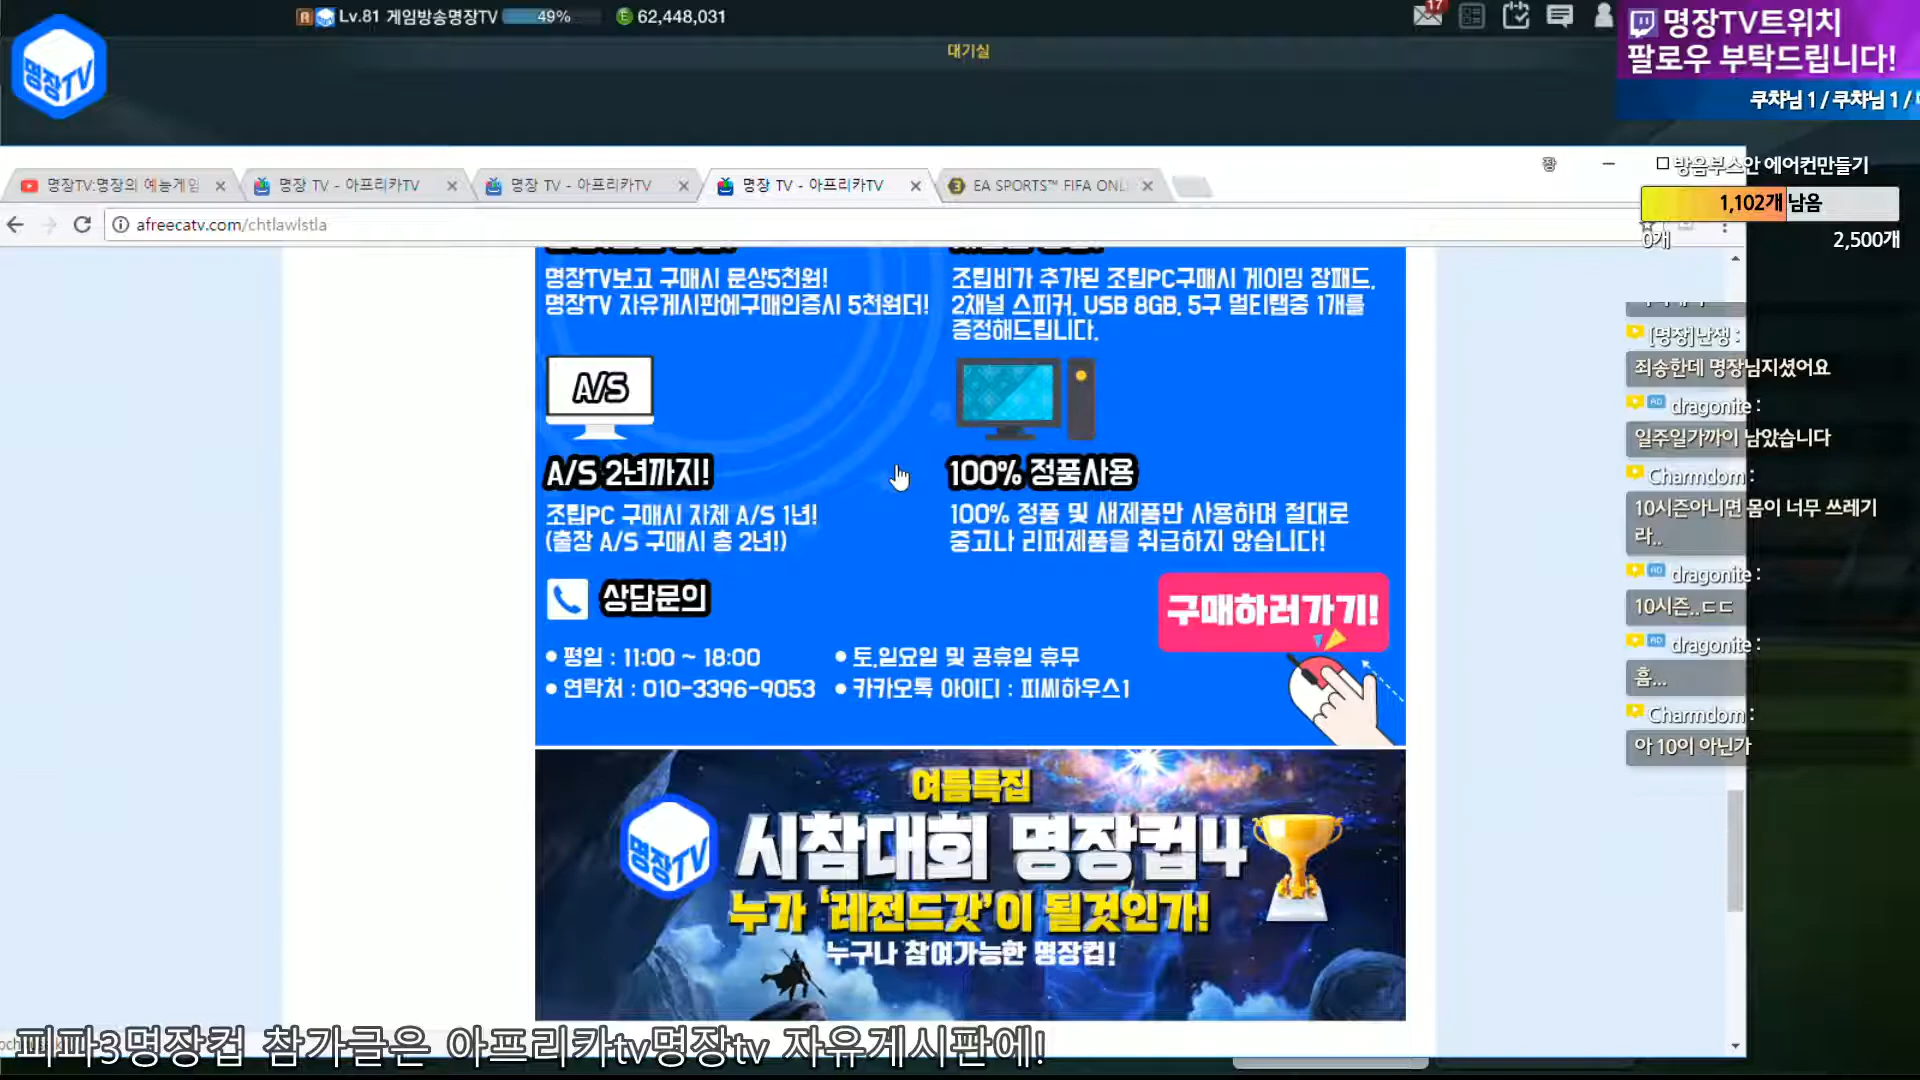 Lv.81 게임방송명장TV 49% 62,448,031
17
명장TV트위치
팔로우 부탁드립니다!
대기실
명장TV
쿠챠님 1 / 쿠챠님 1 /
방음부스안 에어컨만들기
명장TV:명장의 예능게임
명장 TV - 아프리카TV
명장 TV - 아프리카TV
명장 TV - 아프리카TV
EA SPORTS™ FIFA ONL
1,102개 남음
afreecatv.com/chtlawlstla
0개 2,500개
명장TV보고 구매시 문상5천원!
명장TV 자유게시판에구매인증시 5천원더!
조립비가 추가된 조립PC구매시 게이밍 장패드,
2채널 스피커, USB 8GB, 5구 멀티탭중 1개를
증정해드립니다.
A/S
A/S 2년까지!
조립PC 구매시 자체 A/S 1년!
(출장 A/S 구매시 총 2년!)
100% 정품사용
100% 정품 및 새제품만 사용하며 절대로
중고나 리퍼제품을 취급하지 않습니다!
상담문의
구매하러가기!
• 평일 : 11:00 ~ 18:00
• 토,일요일 및 공휴일 휴무
• 연락처 : 010-3396-9053
• 카카오톡 아이디 : 피씨하우스1
[명장]난쟁 :
죄송한데 명장님지셨어요
AD dragonite :
일주일가까이 남았습니다
Charmdom :
10시즌아니면 몸이 너무 쓰레기
라..
AD dragonite :
10시즌..ㄷㄷ
AD dragonite :
흠...
Charmdom :
아 10이 아닌가
여름특집
명장TV
시참대회 명장컵4
누가 '레전드갓'이 될것인가!
누구나 참여가능한 명장컵!
피파3명장컵 참가글은 아프리카tv명장tv 자유게시판에!